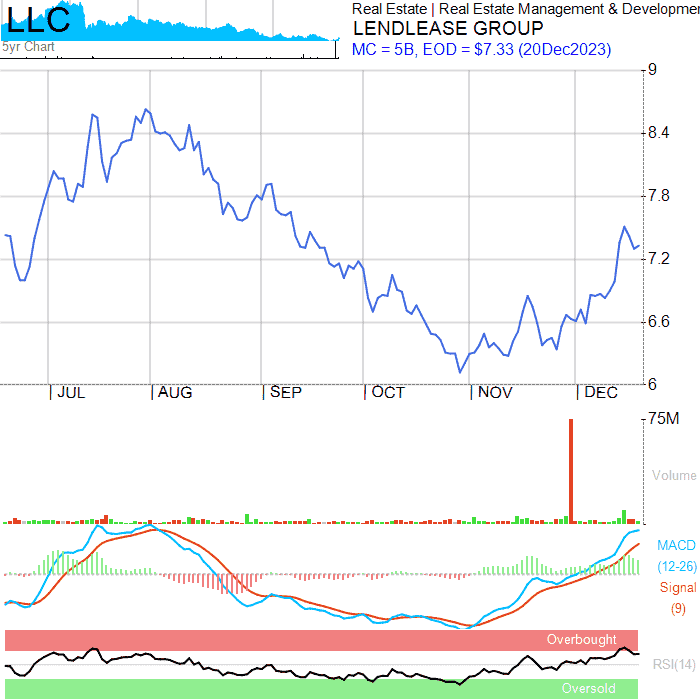 LLC
5yr Chart
Real Estate | Real Estate Management & Developmen
LENDLEASE GROUP
MC = 5B, EOD = $7.33 (20Dec2023)
9
8.4
7.8
7.2
6.6
6
JUL AUG SEP OCT NOV DEC
75M
Volume
MACD
(12-26)
Signal
(9)
Overbought
RSI(14)
Oversold